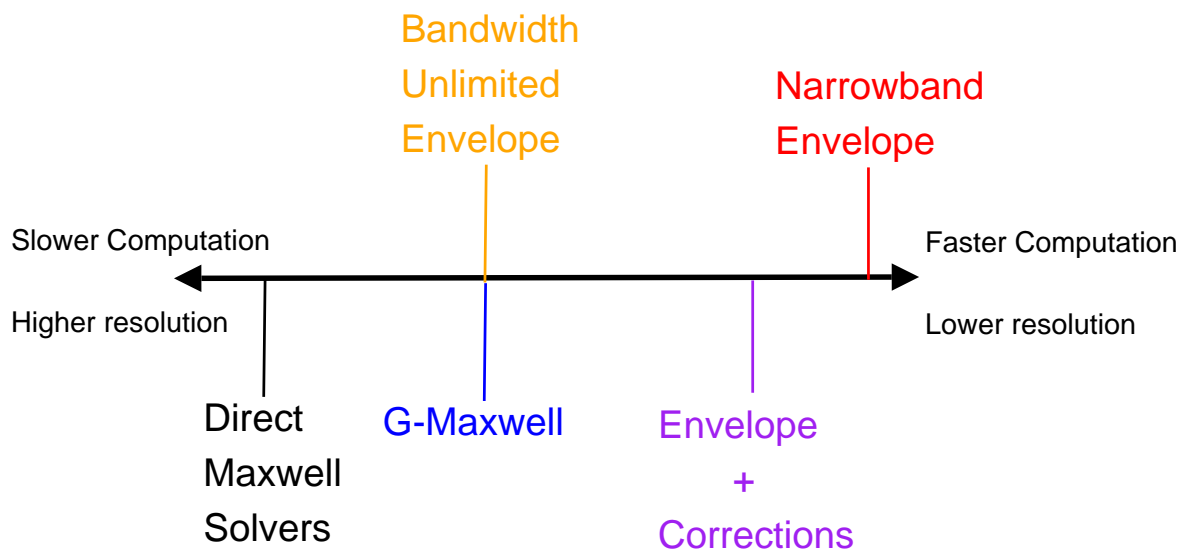 Bandwidth
Unlimited
Envelope
Narrowband
Envelope
Slower Computation
Faster Computation
Higher resolution
Lower resolution
Direct
Maxwell
Solvers
G-Maxwell
Envelope
+
Corrections